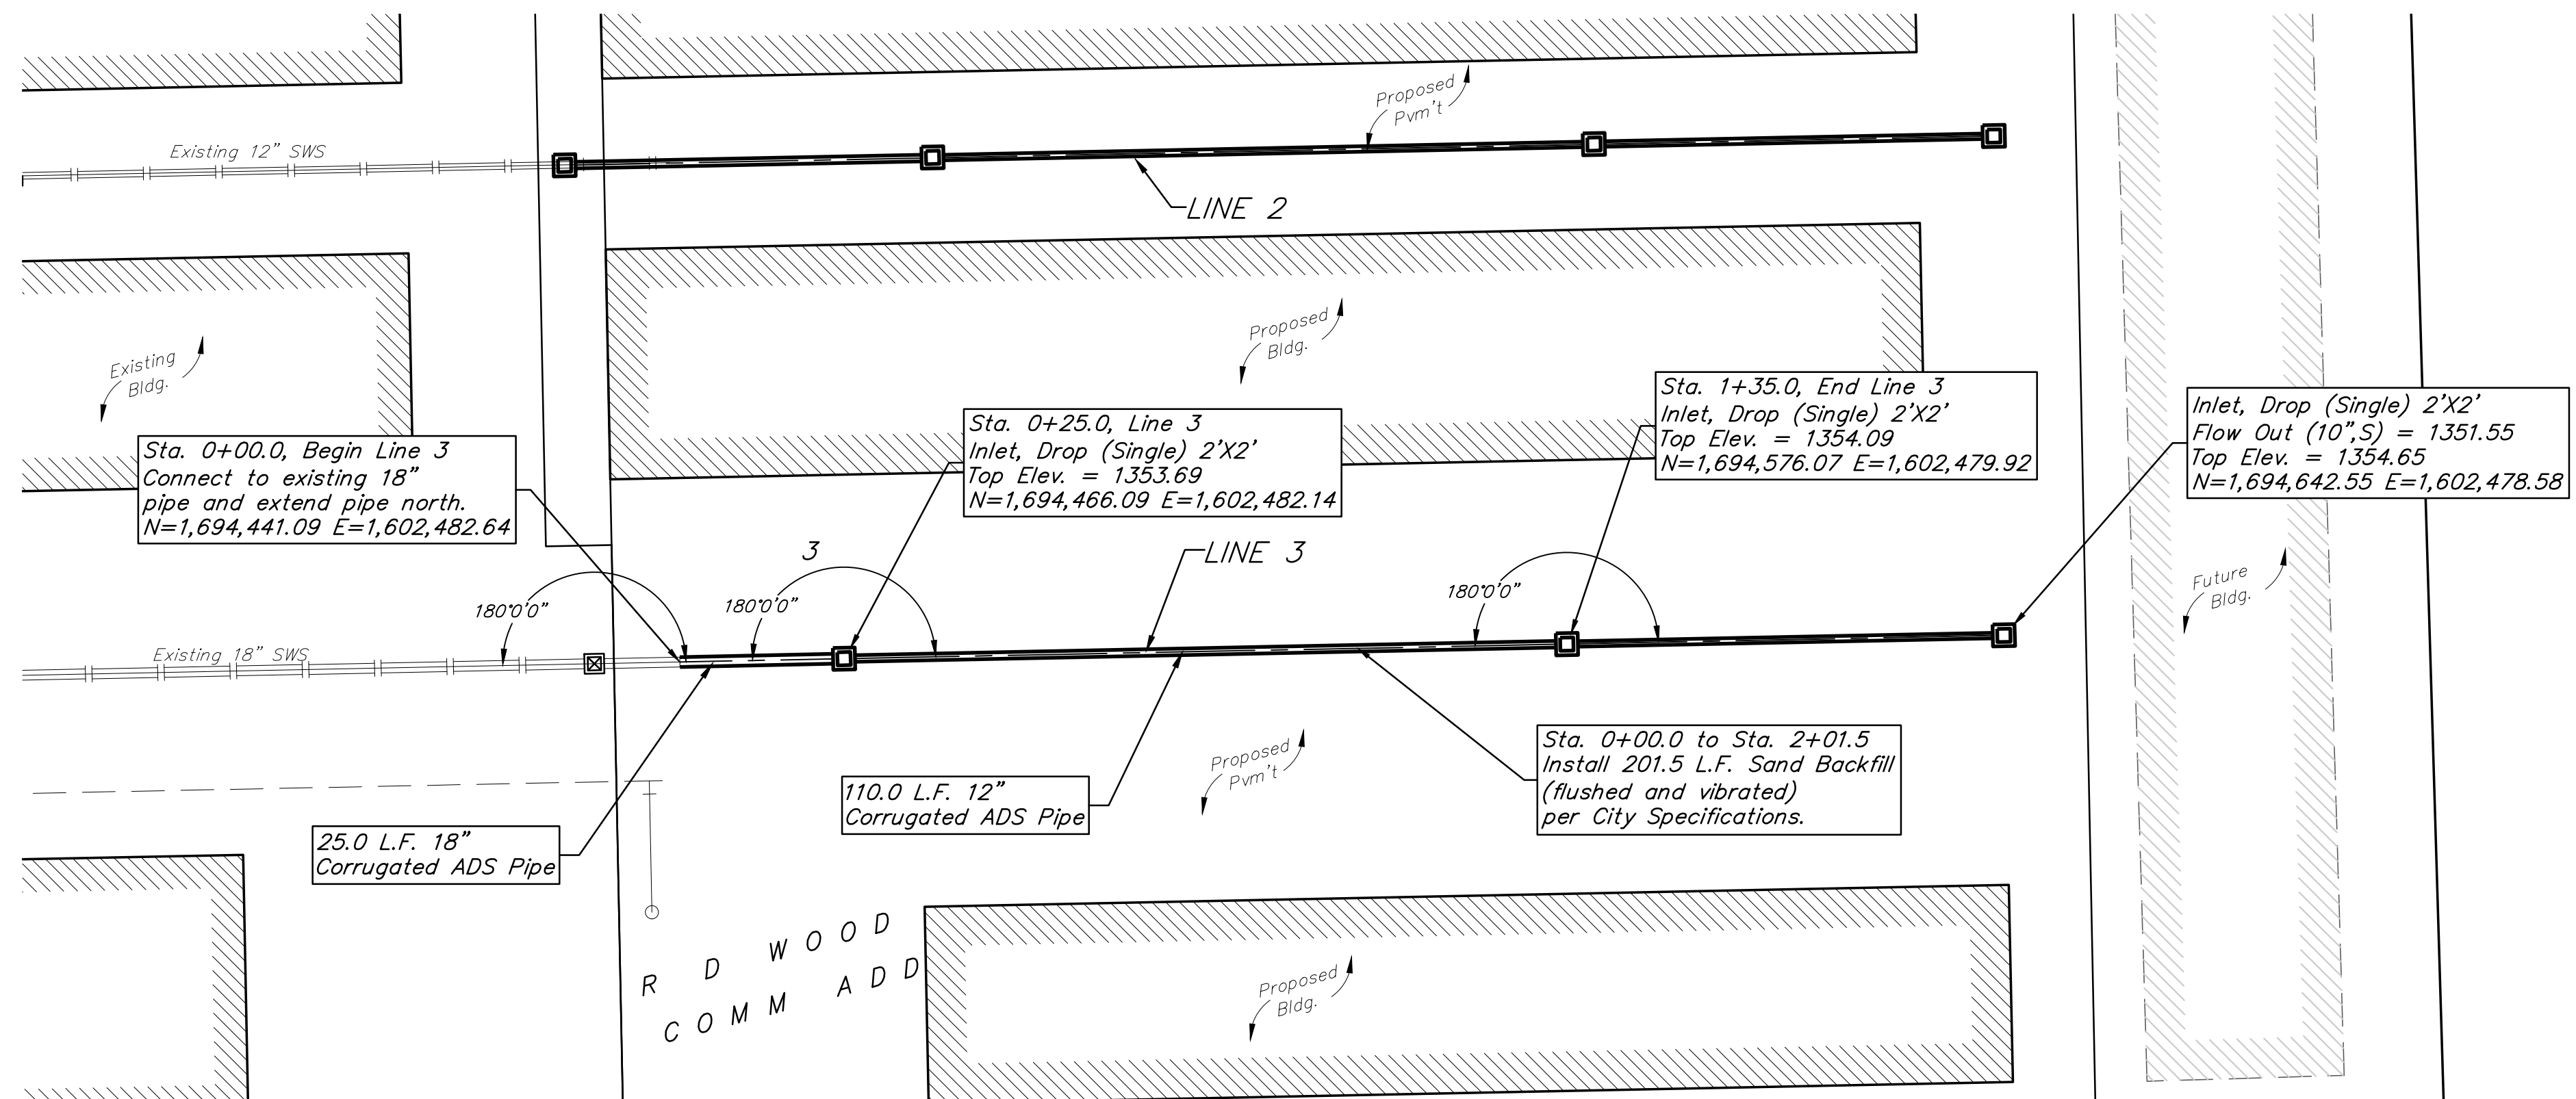 Proposed
Pvm't
Existing 12" SWS
LINE 2
Proposed
Bldg.
Existing
Bldg.
Sta. 0+00.0, Begin Line 3
Connect to existing 18"
pipe and extend pipe north.
N=1,694,441.09 E=1,602,482.64
Sta. 0+25.0, Line 3
Inlet, Drop (Single) 2'X2'
Top Elev. = 1353.69
N=1,694,466.09 E=1,602,482.14
Sta. 1+35.0, End Line 3
Inlet, Drop (Single) 2'X2'
Top Elev. = 1354.09
N=1,694,576.07 E=1,602,479.92
Inlet, Drop (Single) 2'X2'
Flow Out (10",S) = 1351.55
Top Elev. = 1354.65
N=1,694,642.55 E=1,602,478.58
3
LINE 3
180°0'0"
180°0'0"
180°0'0"
Future
Bldg.
Existing 18" SWS
Proposed
Pvm't
Sta. 0+00.0 to Sta. 2+01.5
Install 201.5 L.F. Sand Backfill
(flushed and vibrated)
per City Specifications.
110.0 L.F. 12"
Corrugated ADS Pipe
25.0 L.F. 18"
Corrugated ADS Pipe
R D WOOD
COMM ADD
Proposed
Bldg.